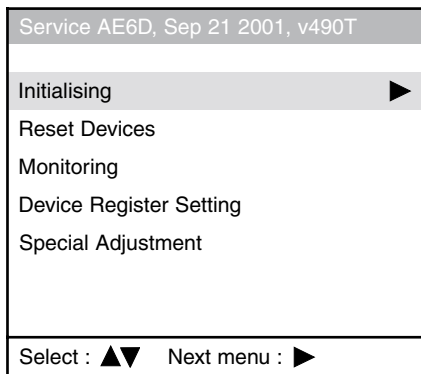 Service AE6D, Sep 21 2001, v490T
Initialising ▶
Reset Devices
Monitoring
Device Register Setting
Special Adjustment
Select : ▲▼ Next menu : ▶